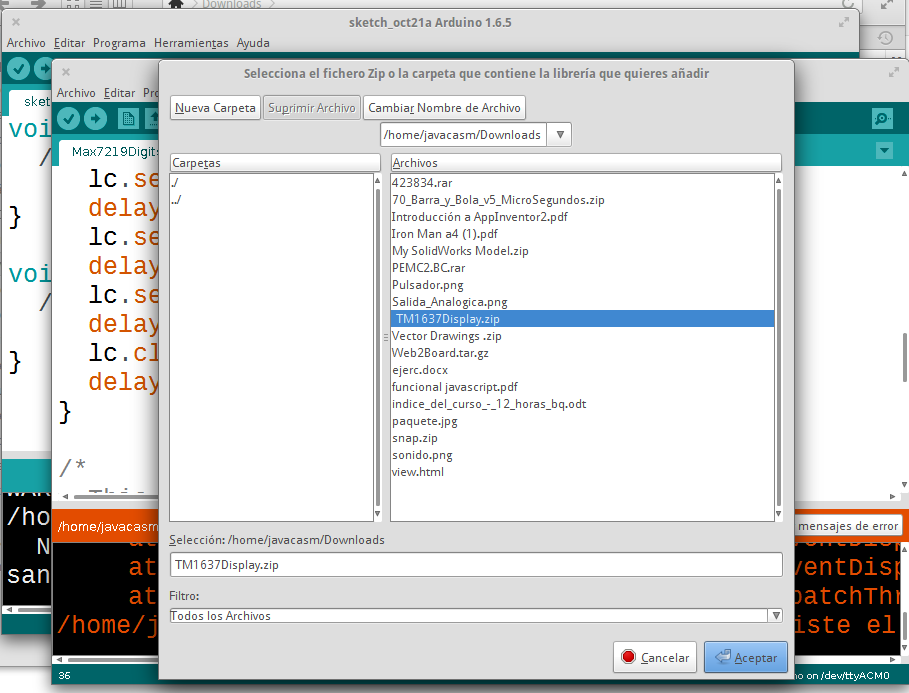 Downloads
sketch_oct21a Arduino 1.6.5
Archivo Editar Programa Herramientas Ayuda
Selecciona el fichero Zip o la carpeta que contiene la librería que quieres añadir
Archivo Editar
Nueva Carpeta Suprimir Archivo Cambiar Nombre de Archivo
/home/javacasm/Downloads
Carpetas
./
../
Archivos
423834.rar
70_Barra_y_Bola_v5_MicroSegundos.zip
Introducción a AppInventor2.pdf
Iron Man a4 (1).pdf
My SolidWorks Model.zip
PEMC2.BC.rar
Pulsador.png
Salida_Analogica.png
TM1637Display.zip
Vector Drawings .zip
Web2Board.tar.gz
ejerc.docx
funcional javascript.pdf
indice_del_curso_-_12_horas_bq.odt
paquete.jpg
snap.zip
sonido.png
view.html
Selección: /home/javacasm/Downloads
TM1637Display.zip
Filtro:
Todos los Archivos
Cancelar Aceptar
sket
voi
/
}
voi
/
}
Max7219Digits
lc.se
delay
lc.se
delay
lc.se
delay
lc.cl
delay
}
/*
/home/javacasm
mensajes de error
/ho
N
san
at
at ventDisp
at patchThr
/home/j iste el
36
no on /dev/ttyACM0